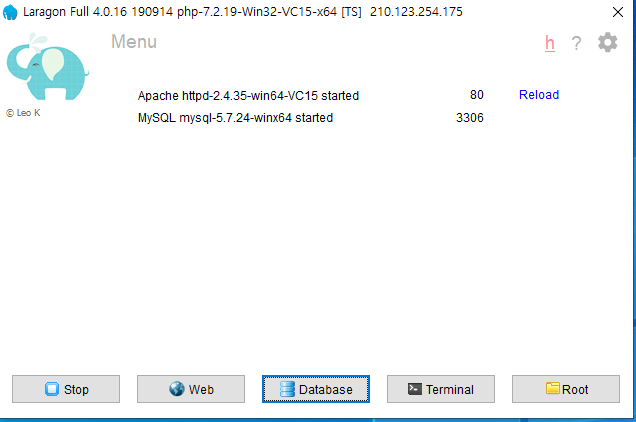 Laragon Full 4.0.16 190914 php-7.2.19-Win32-VC15-x64 [TS] 210.123.254.175
Menu
h ?
© Leo K
Apache httpd-2.4.35-win64-VC15 started 80 Reload
MySQL mysql-5.7.24-winx64 started 3306
Stop Web Database Terminal Root